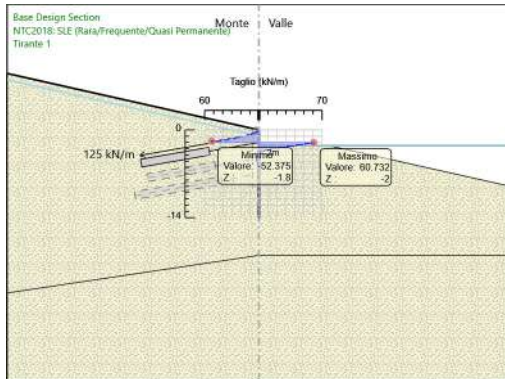 Base Design Section
NTC2018: SLE (Rara/Frequente/Quasi Permanente)
Tirante 1
Monte
Valle
Taglio (kN/m)
60
70
0
125 kN/m
2m
Minimo
Valore: -52.375
Z : -1.8
Massimo
Valore: 60.732
Z -2
-14